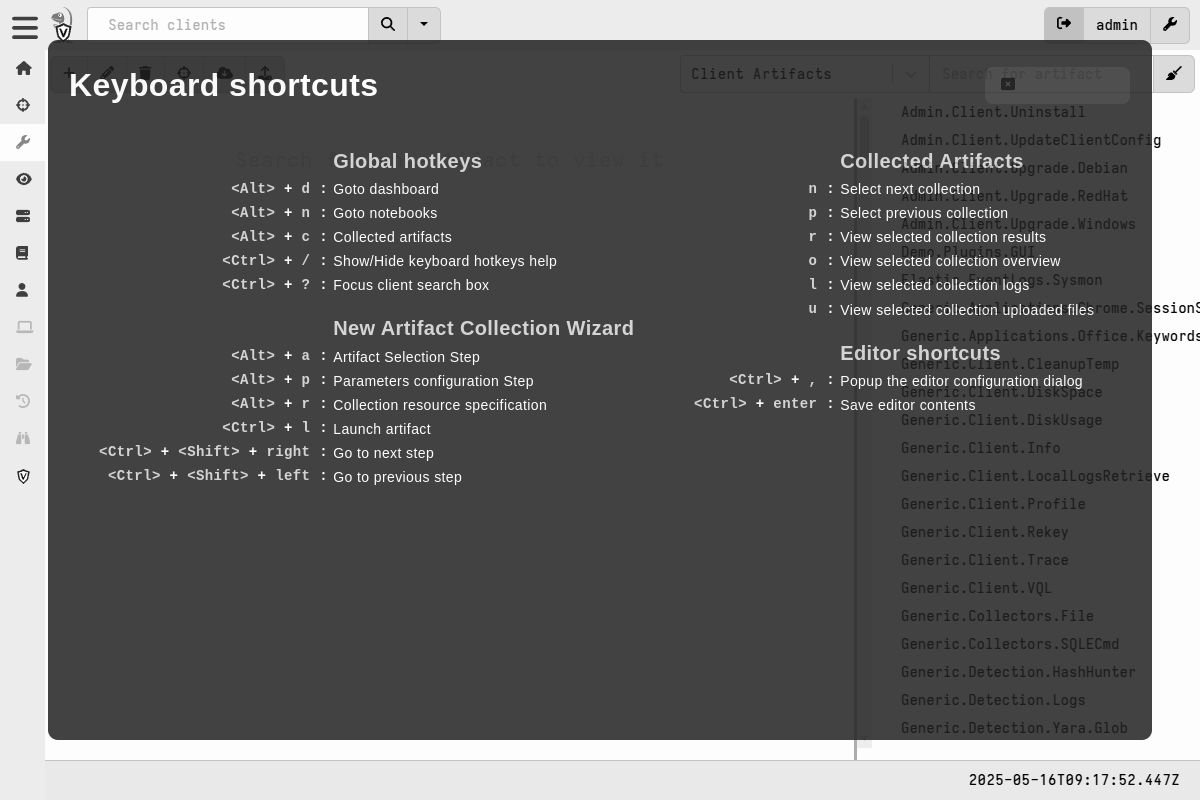 Search clients
admin
Keyboard shortcuts
Client Artifacts
Search for artifact
Global hotkeys
<Alt> + d : Goto dashboard
<Alt> + n : Goto notebooks
<Alt> + c : Collected artifacts
<Ctrl> + / : Show/Hide keyboard hotkeys help
<Ctrl> + ? : Focus client search box
New Artifact Collection Wizard
<Alt> + a : Artifact Selection Step
<Alt> + p : Parameters configuration Step
<Alt> + r : Collection resource specification
<Ctrl> + l : Launch artifact
<Ctrl> + <Shift> + right : Go to next step
<Ctrl> + <Shift> + left : Go to previous step
Collected Artifacts
n : Select next collection
p : Select previous collection
r : View selected collection results
o : View selected collection overview
l : View selected collection logs
u : View selected collection uploaded files
Editor shortcuts
<Ctrl> + , : Popup the editor configuration dialog
<Ctrl> + enter : Save editor contents
Admin.Client.Uninstall
Admin.Client.UpdateClientConfig
Admin.Client.Upgrade.Debian
Admin.Client.Upgrade.RedHat
Admin.Client.Upgrade.Windows
Demo.Plugins.GUI
Elastic.EventLogs.Sysmon
Generic.Applications.Chrome.SessionS
Generic.Applications.Office.Keywords
Generic.Client.CleanupTemp
Generic.Client.DiskSpace
Generic.Client.DiskUsage
Generic.Client.Info
Generic.Client.LocalLogsRetrieve
Generic.Client.Profile
Generic.Client.Rekey
Generic.Client.Trace
Generic.Client.VQL
Generic.Collectors.File
Generic.Collectors.SQLECmd
Generic.Detection.HashHunter
Generic.Detection.Logs
Generic.Detection.Yara.Glob
2025-05-16T09:17:52.447Z